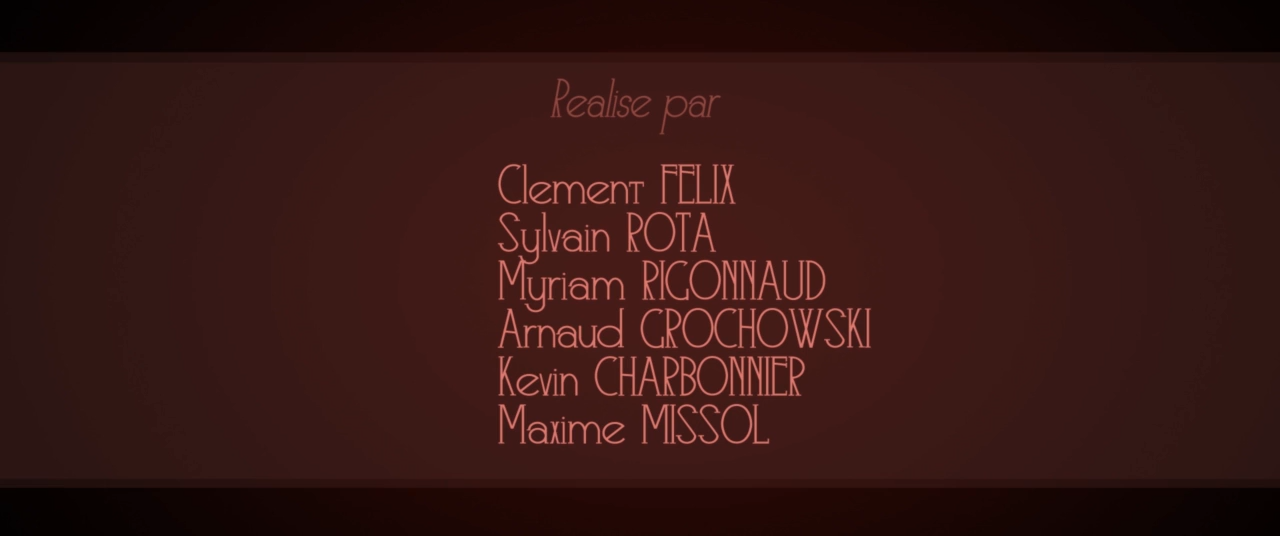 Realise par
Clement FELIX
Sylvain ROTA
Myriam RIGONNAUD
Arnaud GROCHOWSKI
Kevin CHARBONNIER
Maxime MISSOL